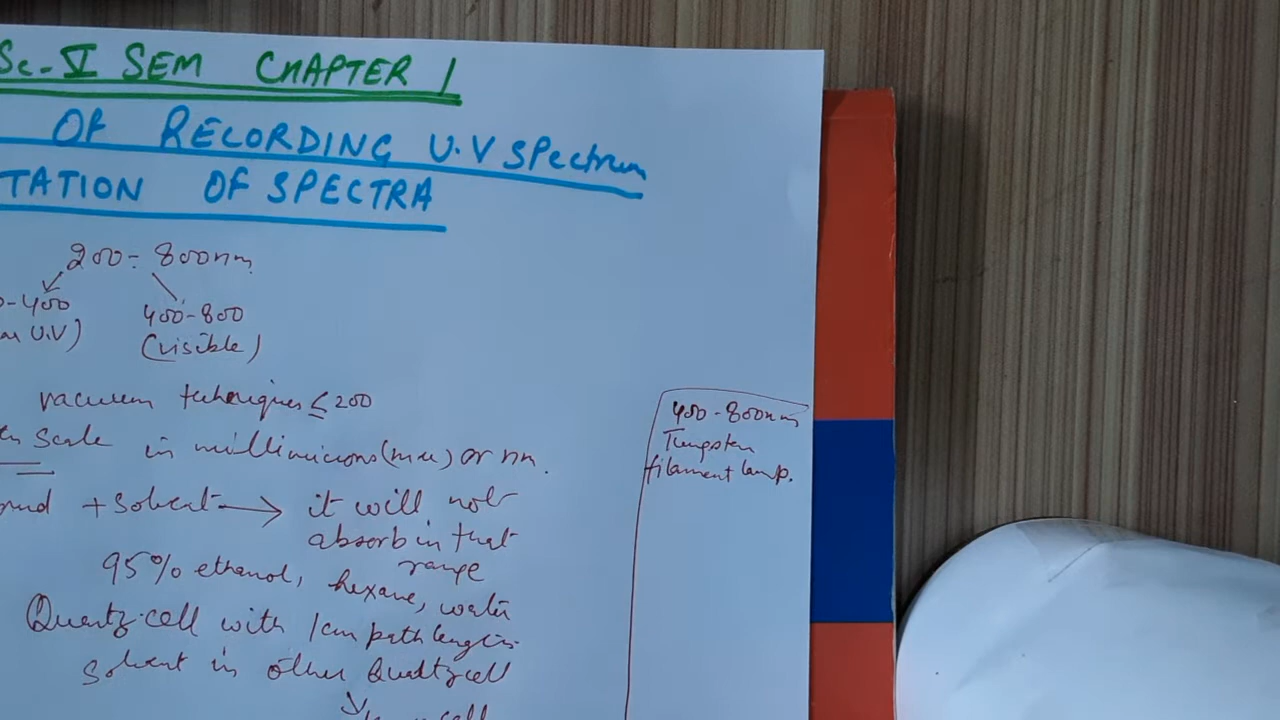 Sc-V SEM CHAPTER 1
OF RECORDING U.V Spectrum
TATION OF SPECTRA
200-800nm
0-400
400-800
U.V)
(visible)
vacuum techniques ≤ 200
Scale in millimicrons(mμ) or nm.
+ Solvent → it will not
absorb in that
range
95% ethanol, hexane, water
Quartz cell with 1cm path length
Solvent in other Quartz cell
cell
400-800nm
Tungsten
filament lamp.